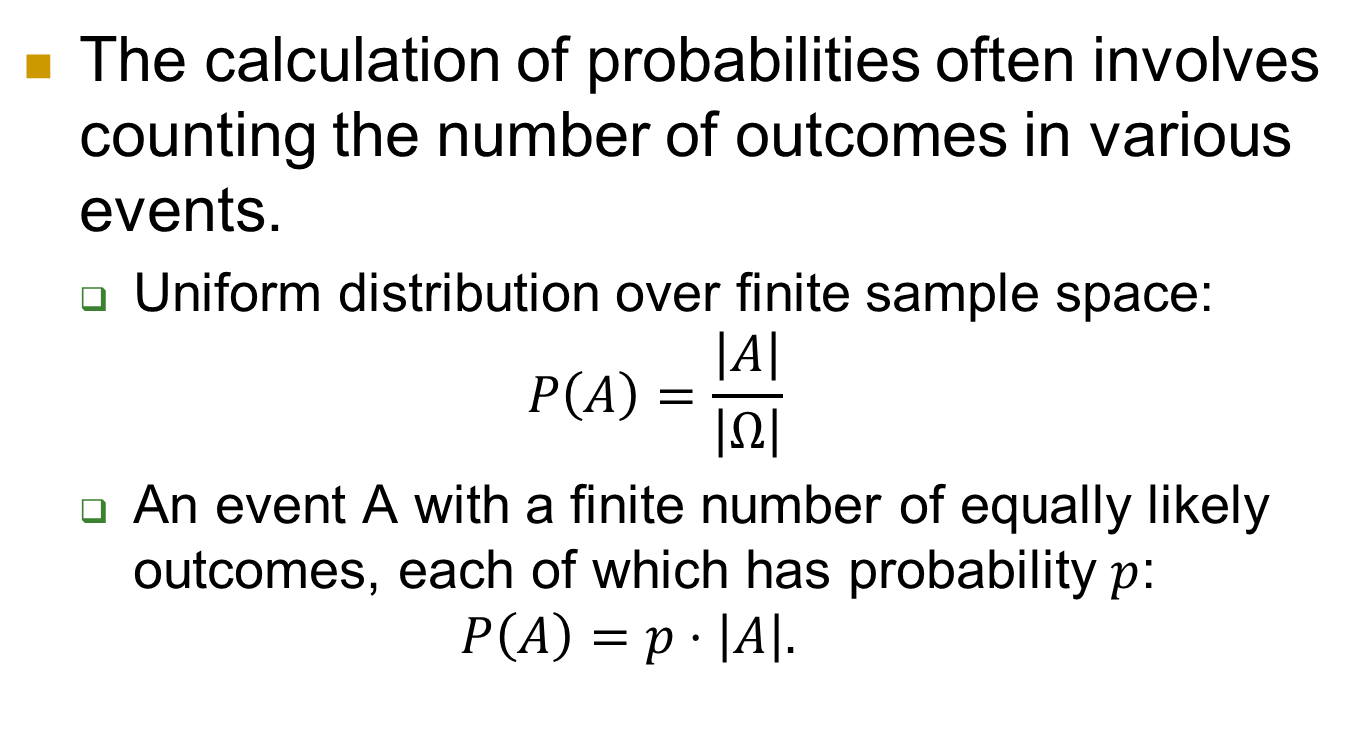 The calculation of probabilities often involves
counting the number of outcomes in various
events.
Uniform distribution over finite sample space:
P(A) = |A| / |Ω|
An event A with a finite number of equally likely
outcomes, each of which has probability p:
P(A) = p · |A|.